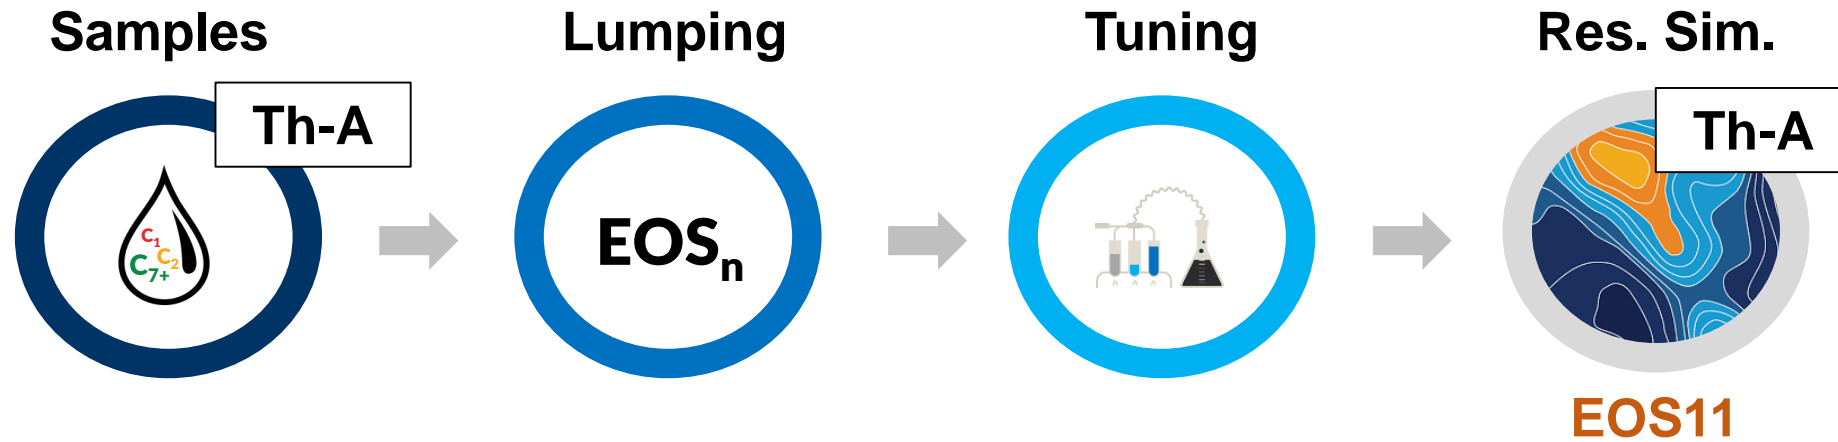 Samples
Lumping
Tuning
Res. Sim.
Th-A
Th-A
C1
C2
C7+
EOSn
EOS11